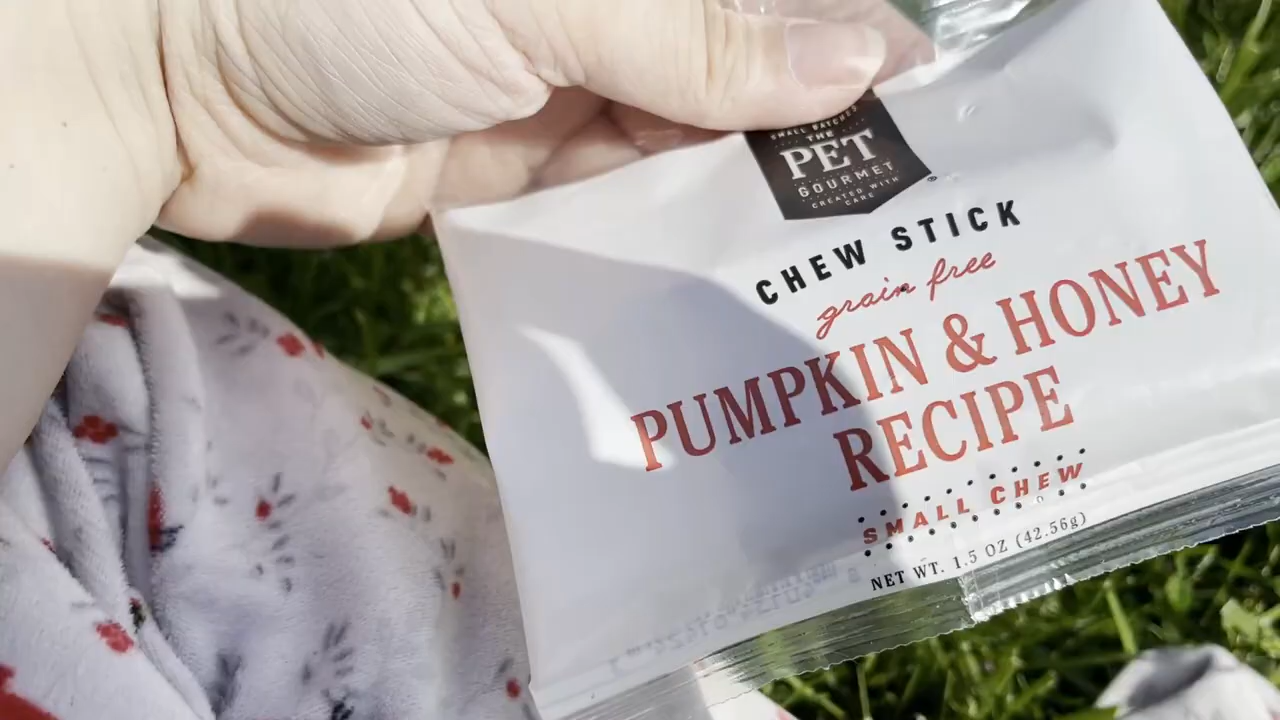 SMALL BATCHES
THE
PET
GOURMET
CREATED WITH
CARE
®
CHEW STICK
grain free
PUMPKIN & HONEY
RECIPE
SMALL CHEW
NET WT. 1.5 OZ (42.56g)